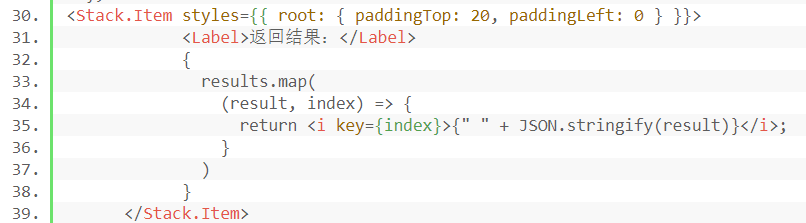 30. <Stack.Item styles={{ root: { paddingTop: 20, paddingLeft: 0 } }}>
31. <Label>返回结果：</Label>
32. {
33. results.map(
34. (result, index) => {
35. return <i key={index}>{" " + JSON.stringify(result)}</i>;
36. }
37. )
38. }
39. </Stack.Item>